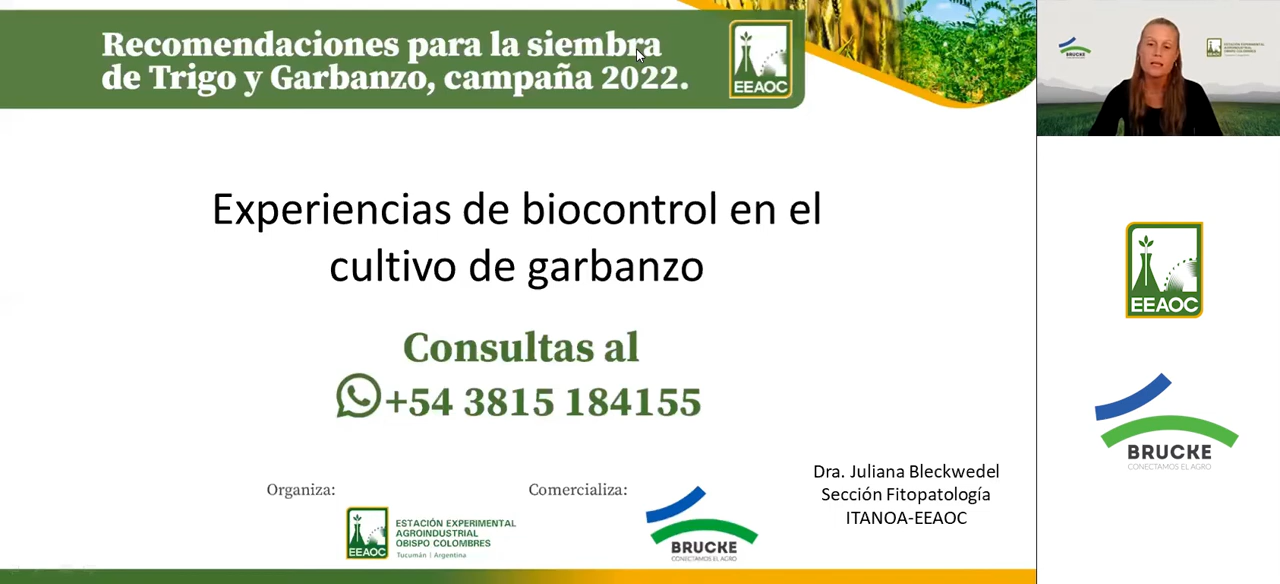 Recomendaciones para la siembra
de Trigo y Garbanzo, campaña 2022.
EEAOC
Experiencias de biocontrol en el
cultivo de garbanzo
Consultas al
+54 3815 184155
Organiza:
EEAOC
ESTACIÓN EXPERIMENTAL
AGROINDUSTRIAL
OBISPO COLOMBRES
Tucumán | Argentina
Comercializa:
BRUCKE
CONECTAMOS EL AGRO
Dra. Juliana Bleckwedel
Sección Fitopatología
ITANOA-EEAOC
BRUCKE
EEAOC
BRUCKE
CONECTAMOS EL AGRO